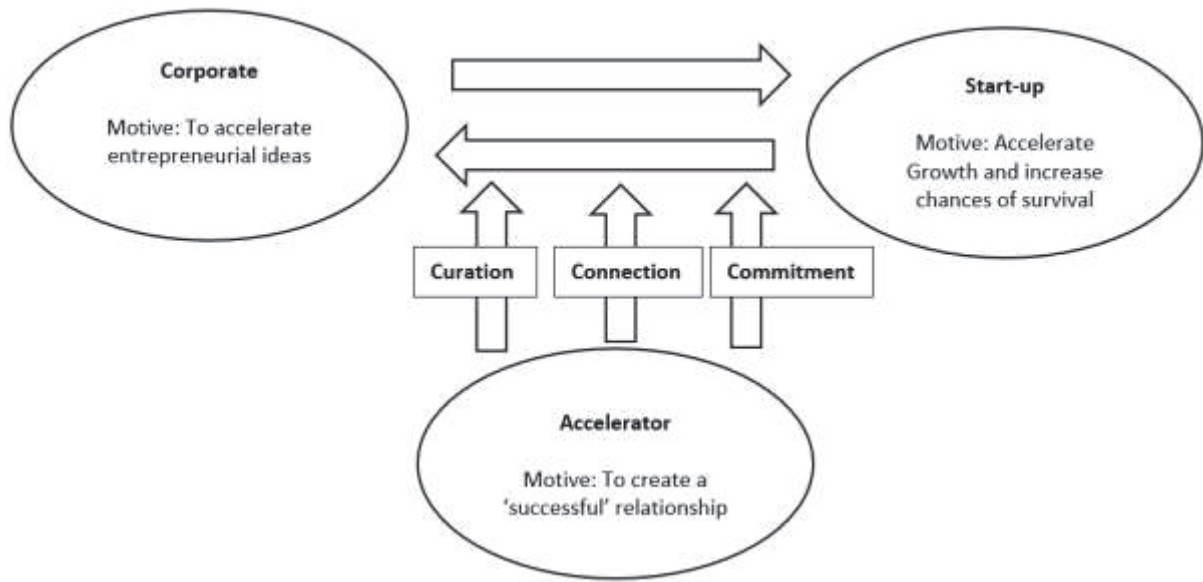 Corporate
Motive: To accelerate
entrepreneurial ideas
Start-up
Motive: Accelerate
Growth and increase
chances of survival
Curation
Connection
Commitment
Accelerator
Motive: To create a
‘successful’ relationship